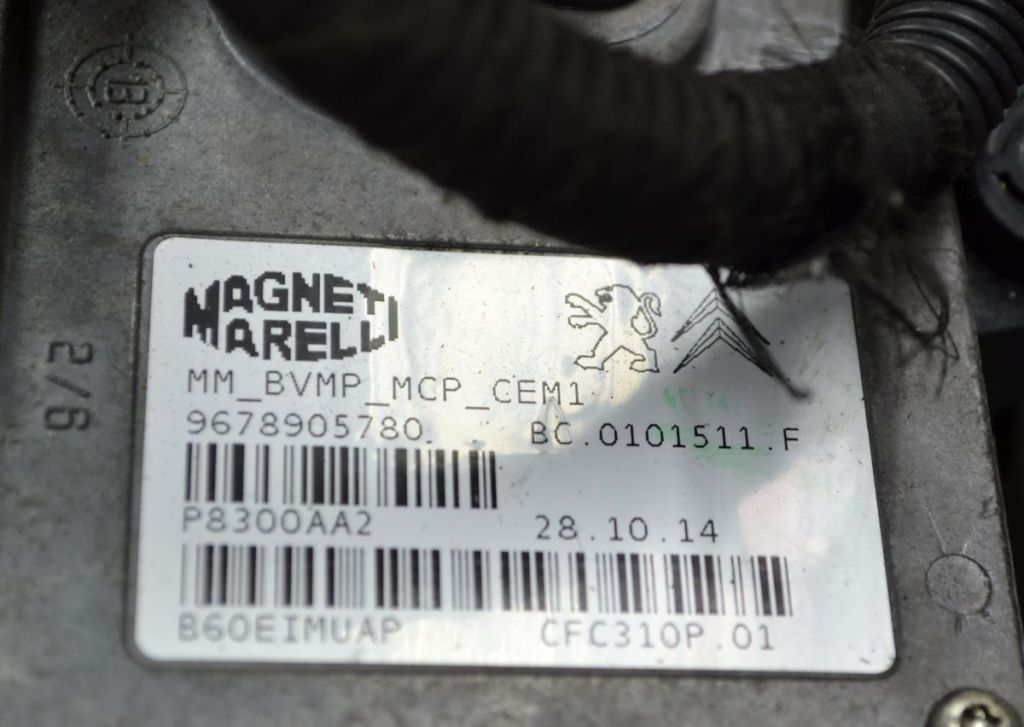 B
2/6
MAGNETI
MARELLI
MM_BVMP_MCP_CEM1
9678905780
BC.0101511.F
P8300AA2
28.10.14
B60EIMUAP
CFC310P.01